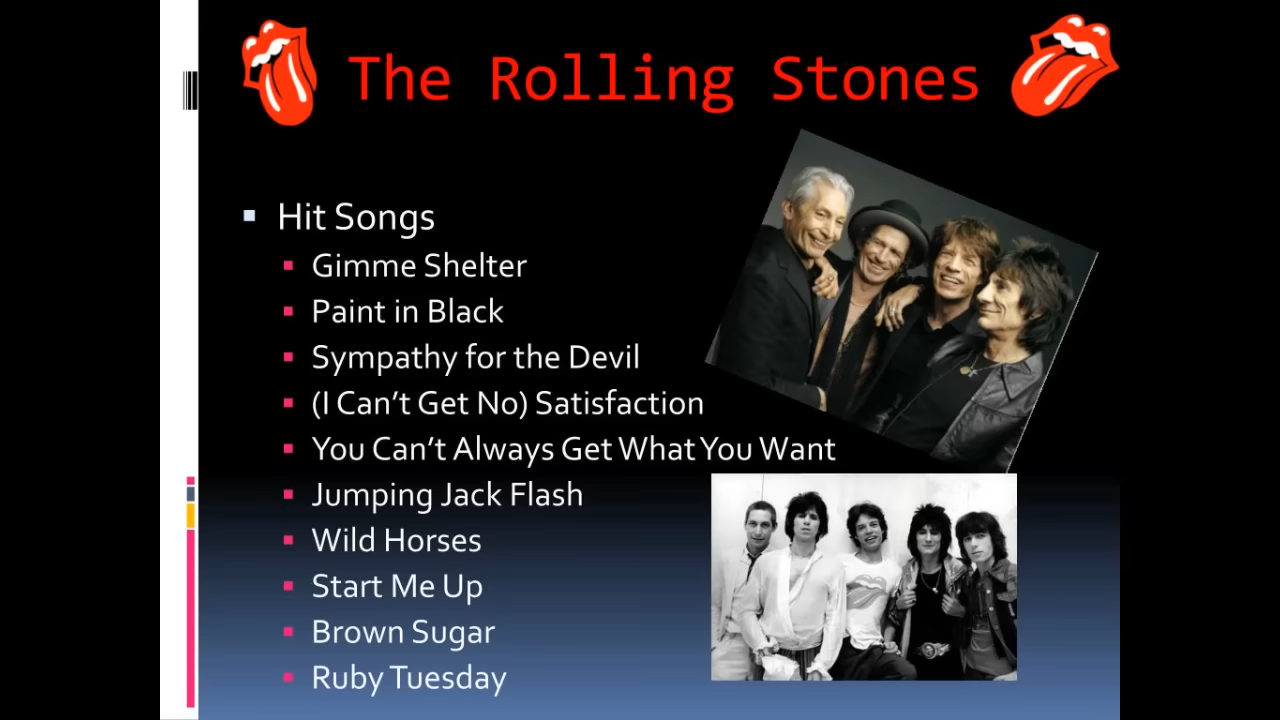 The Rolling Stones
Hit Songs
Gimme Shelter
Paint in Black
Sympathy for the Devil
(I Can't Get No) Satisfaction
You Can't Always Get What You Want
Jumping Jack Flash
Wild Horses
Start Me Up
Brown Sugar
Ruby Tuesday